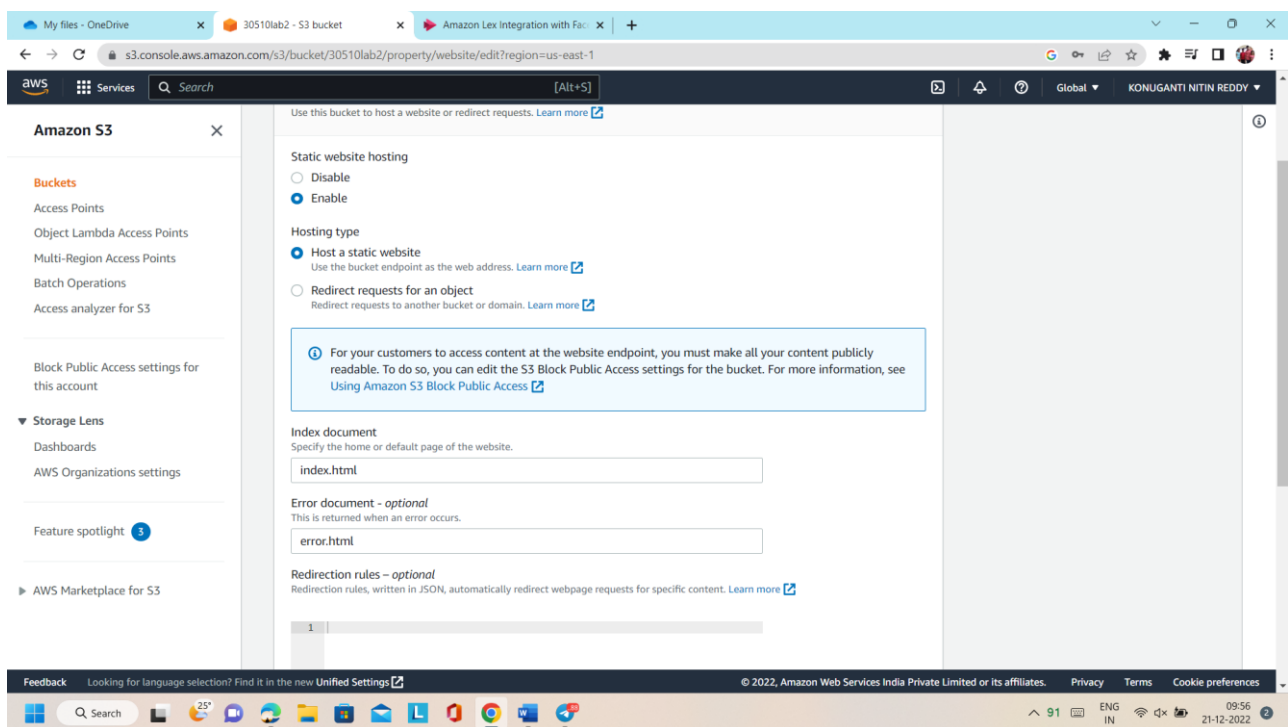 My files - OneDrive
30510lab2 - S3 bucket
Amazon Lex Integration with Fac
s3.console.aws.amazon.com/s3/bucket/30510lab2/property/website/edit?region=us-east-1
aws
Services
Search
[Alt+S]
Global
KONUGANTI NITIN REDDY
Amazon S3
Buckets
Access Points
Object Lambda Access Points
Multi-Region Access Points
Batch Operations
Access analyzer for S3
Block Public Access settings for
this account
Storage Lens
Dashboards
AWS Organizations settings
Feature spotlight 3
AWS Marketplace for S3
Use this bucket to host a website or redirect requests. Learn more
Static website hosting
Disable
Enable
Hosting type
Host a static website
Use the bucket endpoint as the web address. Learn more
Redirect requests for an object
Redirect requests to another bucket or domain. Learn more
For your customers to access content at the website endpoint, you must make all your content publicly
readable. To do so, you can edit the S3 Block Public Access settings for the bucket. For more information, see
Using Amazon S3 Block Public Access
Index document
Specify the home or default page of the website.
index.html
Error document - optional
This is returned when an error occurs.
error.html
Redirection rules – optional
Redirection rules, written in JSON, automatically redirect webpage requests for specific content. Learn more
1
Feedback
Looking for language selection? Find it in the new Unified Settings
© 2022, Amazon Web Services India Private Limited or its affiliates.
Privacy
Terms
Cookie preferences
Search
25°
91
ENG
IN
09:56
21-12-2022
2